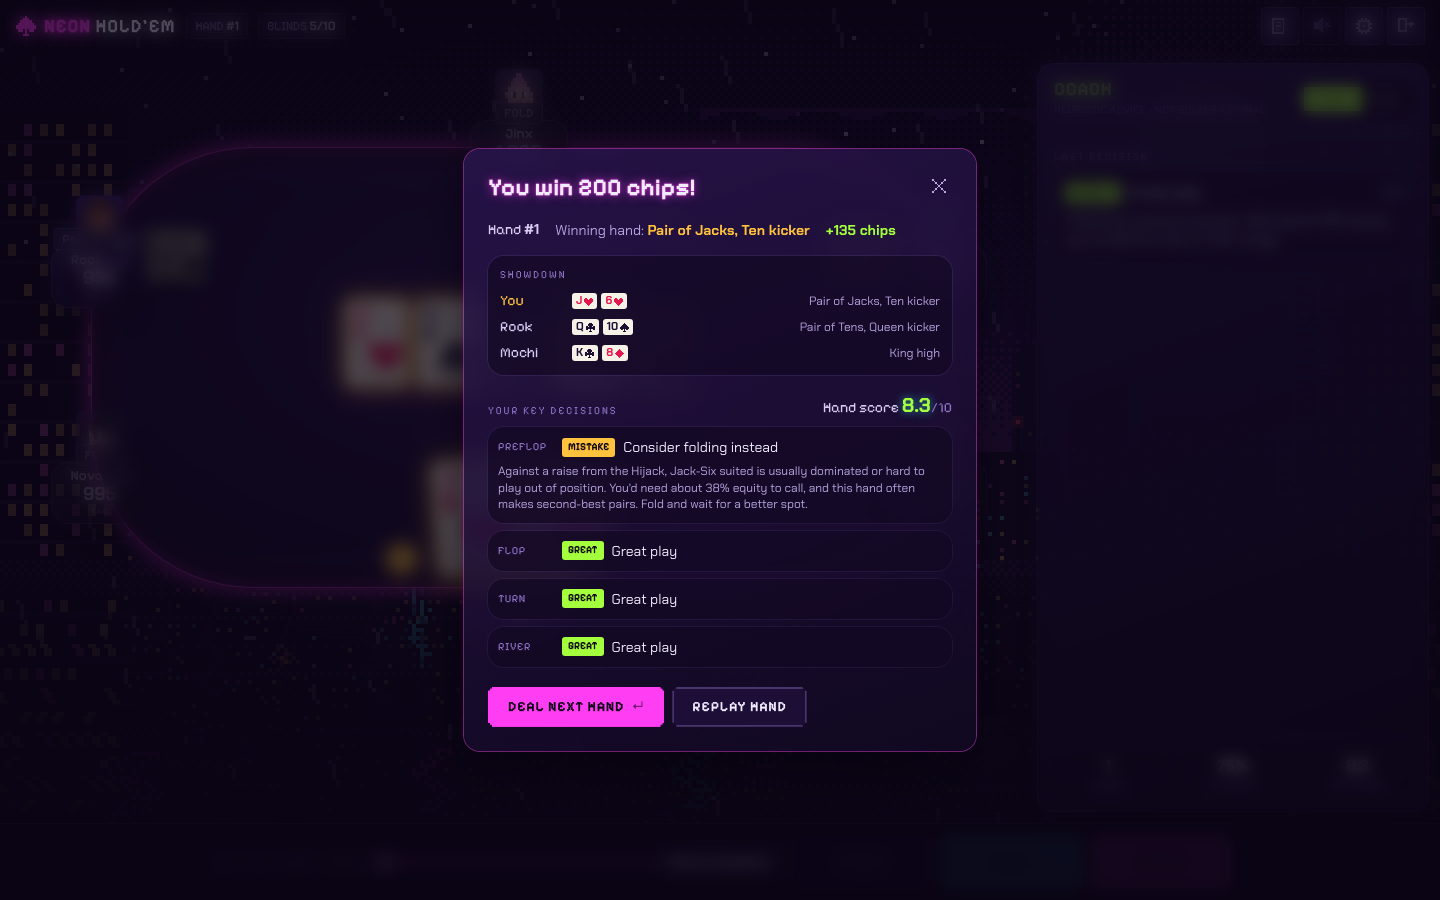 NEON HOLD'EM HAND #1 BLINDS 5/10
FOLD
Jinx
You win 200 chips!
Hand #1 Winning hand: Pair of Jacks, Ten kicker +135 chips
SHOWDOWN
You J♥ 6♥ Pair of Jacks, Ten kicker
Rook Q♣ 10♠ Pair of Tens, Queen kicker
Mochi K♣ 8♦ King high
YOUR KEY DECISIONS Hand score 8.3/10
PREFLOP MISTAKE Consider folding instead
Against a raise from the Hijack, Jack-Six suited is usually dominated or hard to
play out of position. You'd need about 38% equity to call, and this hand often
makes second-best pairs. Fold and wait for a better spot.
FLOP GREAT Great play
TURN GREAT Great play
RIVER GREAT Great play
DEAL NEXT HAND ↵ REPLAY HAND
Nova
995
COACH